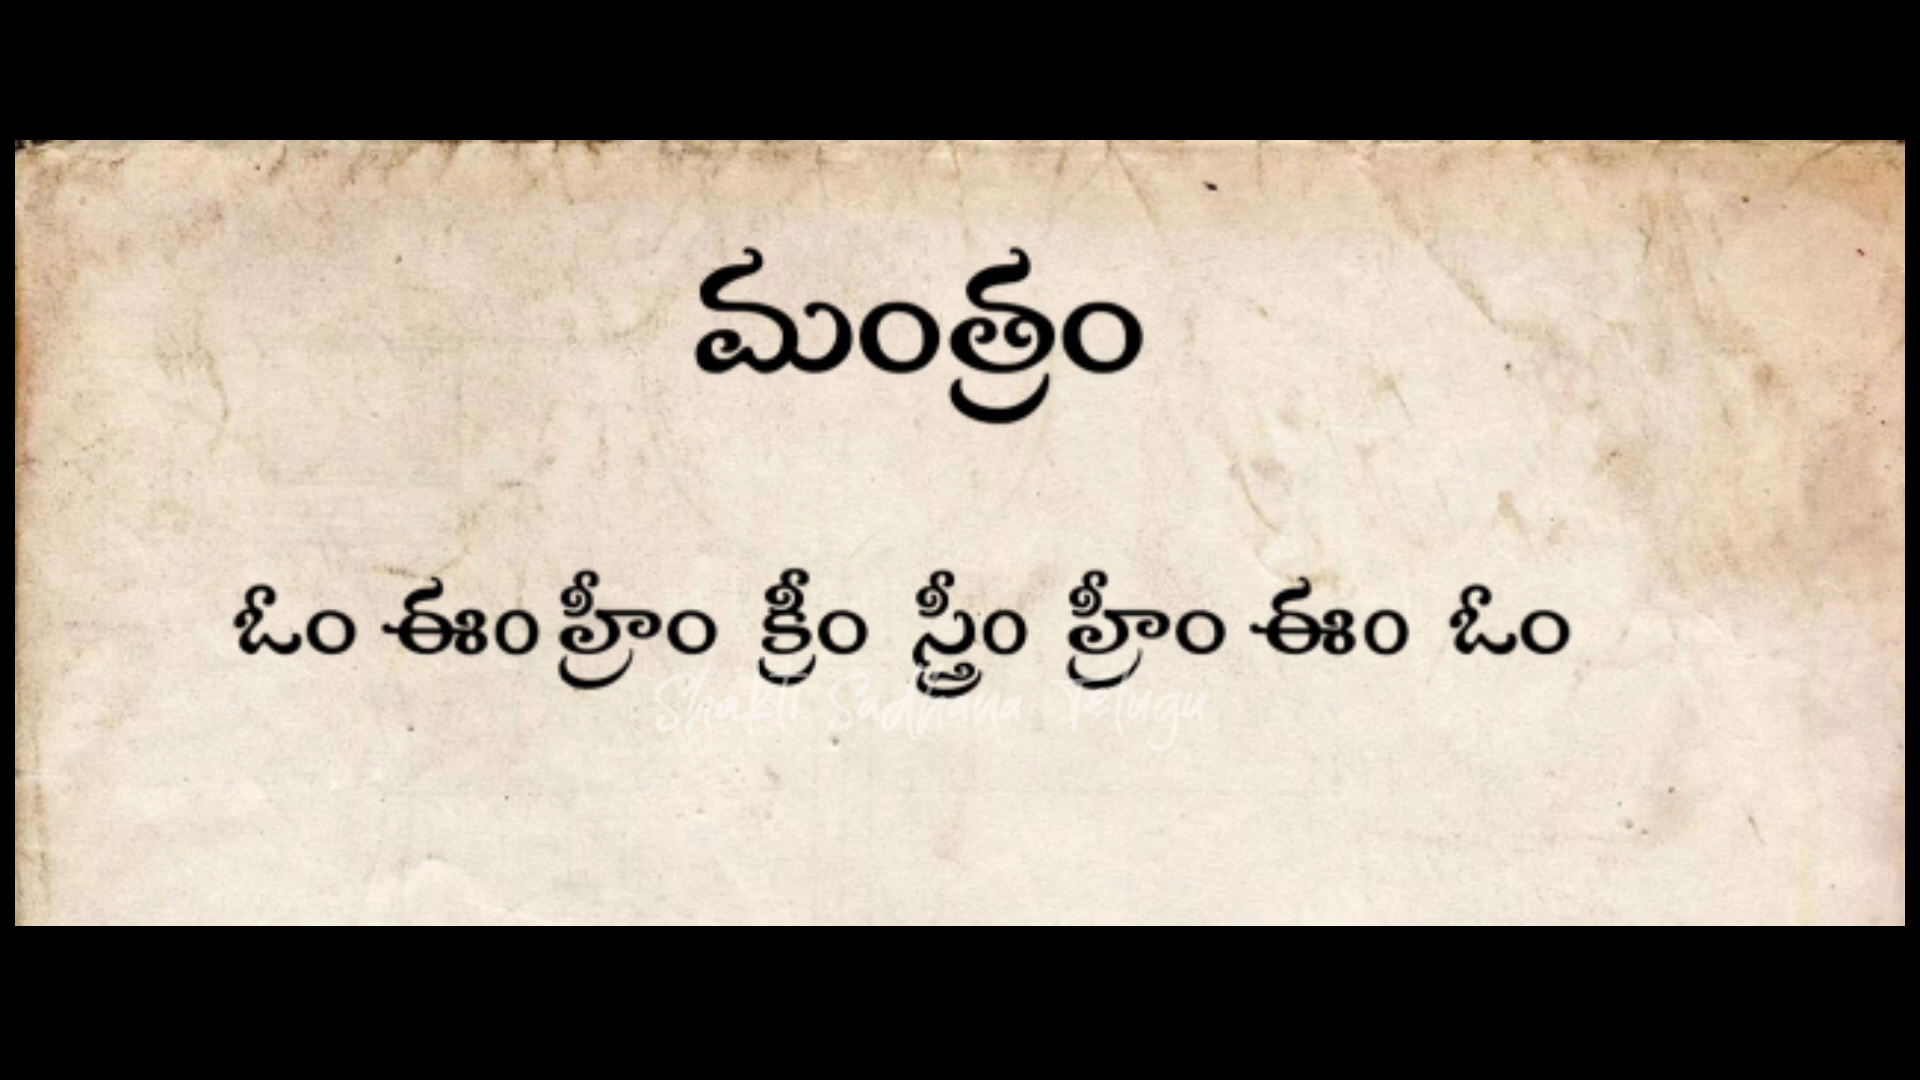 మంత్రం
ఓం ఈం హ్రీం క్రీం స్త్రీం హ్రీం ఈం ఓం
Shakti Sadhana Telugu